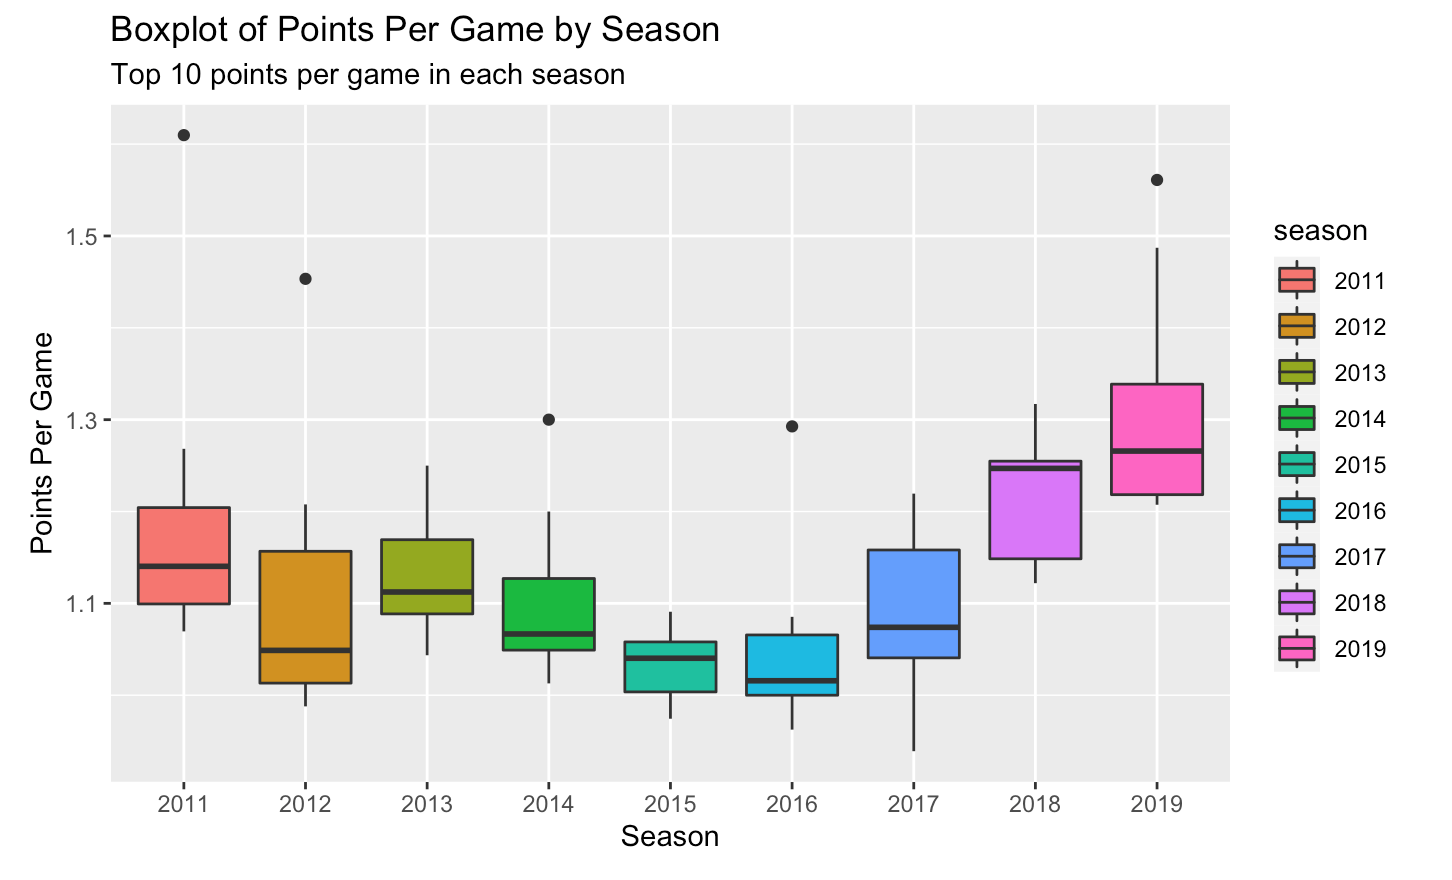 Boxplot of Points Per Game by Season
Top 10 points per game in each season
Points Per Game
1.5
1.3
1.1
2011 2012 2013 2014 2015 2016 2017 2018 2019
Season
season
2011
2012
2013
2014
2015
2016
2017
2018
2019